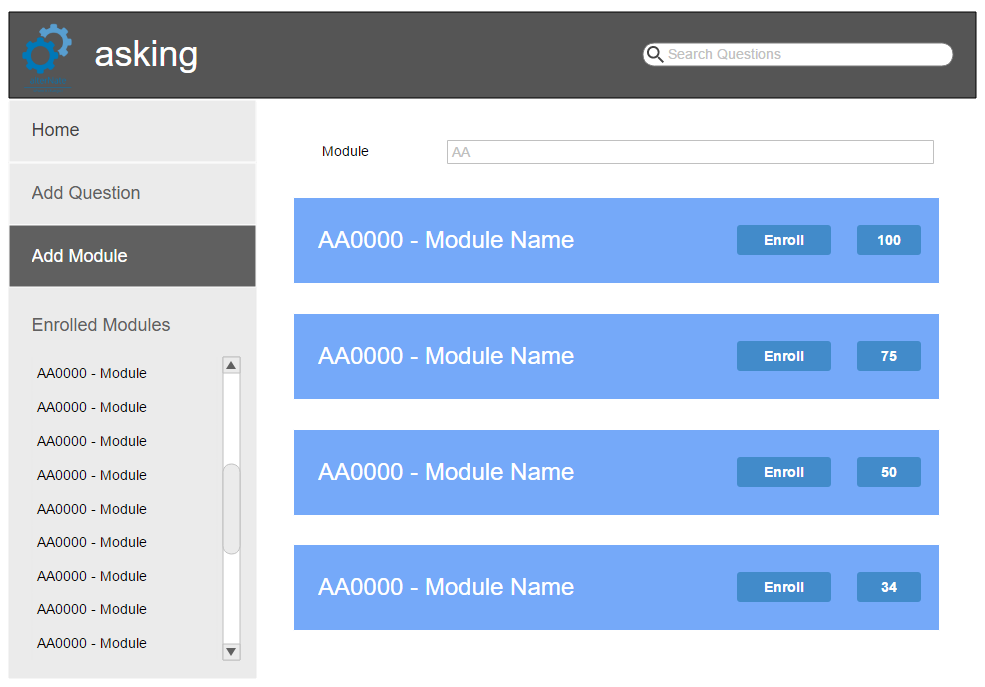 asking
Search Questions
Home
Add Question
Add Module
Enrolled Modules
AA0000 - Module
AA0000 - Module
AA0000 - Module
AA0000 - Module
AA0000 - Module
AA0000 - Module
AA0000 - Module
AA0000 - Module
AA0000 - Module
Module AA
AA0000 - Module Name Enroll 100
AA0000 - Module Name Enroll 75
AA0000 - Module Name Enroll 50
AA0000 - Module Name Enroll 34